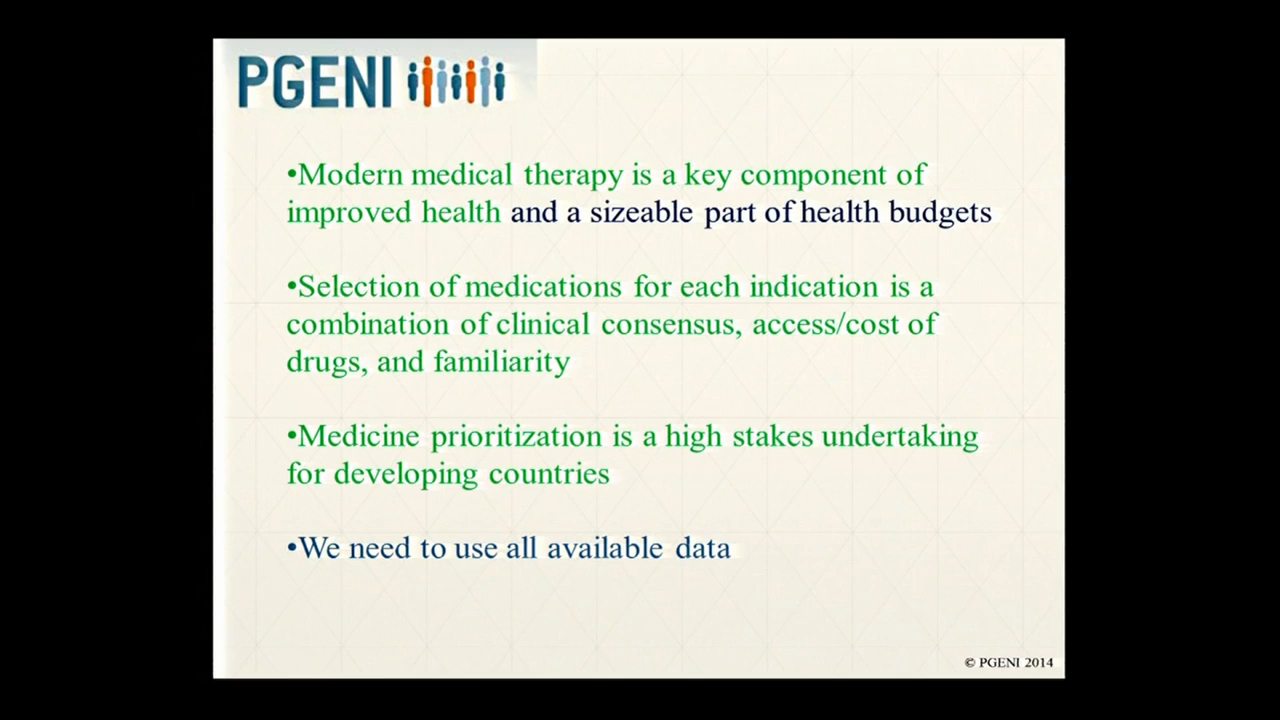 PGENI
•Modern medical therapy is a key component of
improved health and a sizeable part of health budgets
•Selection of medications for each indication is a
combination of clinical consensus, access/cost of
drugs, and familiarity
•Medicine prioritization is a high stakes undertaking
for developing countries
•We need to use all available data
© PGENI 2014